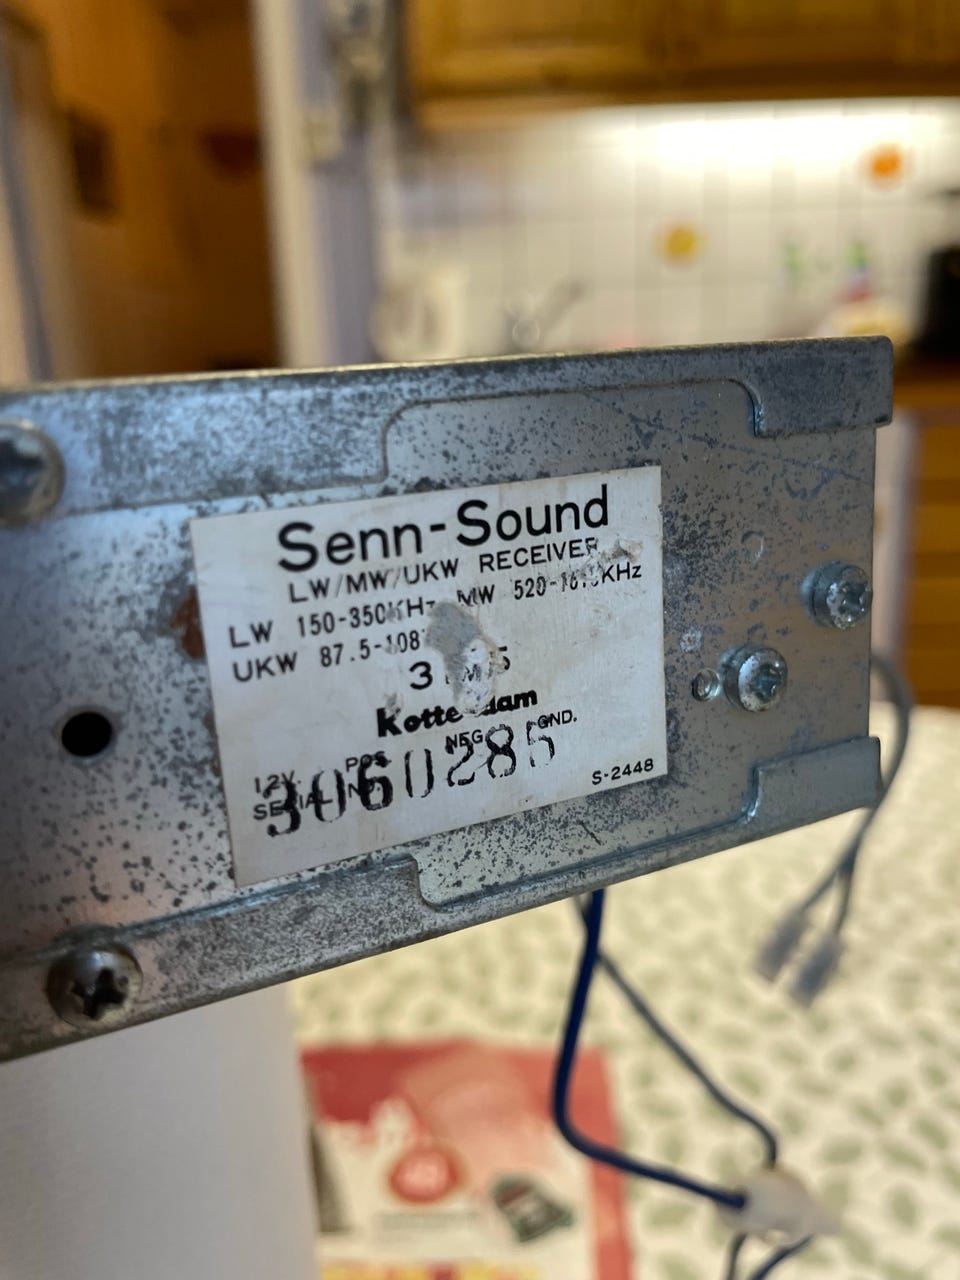 Senn-Sound
LW/MW/UKW RECEIVER
LW 150-350KHz MW 520-
UKW 87.5-108
3
12V. POS NEG GND.
3060285
S-2448